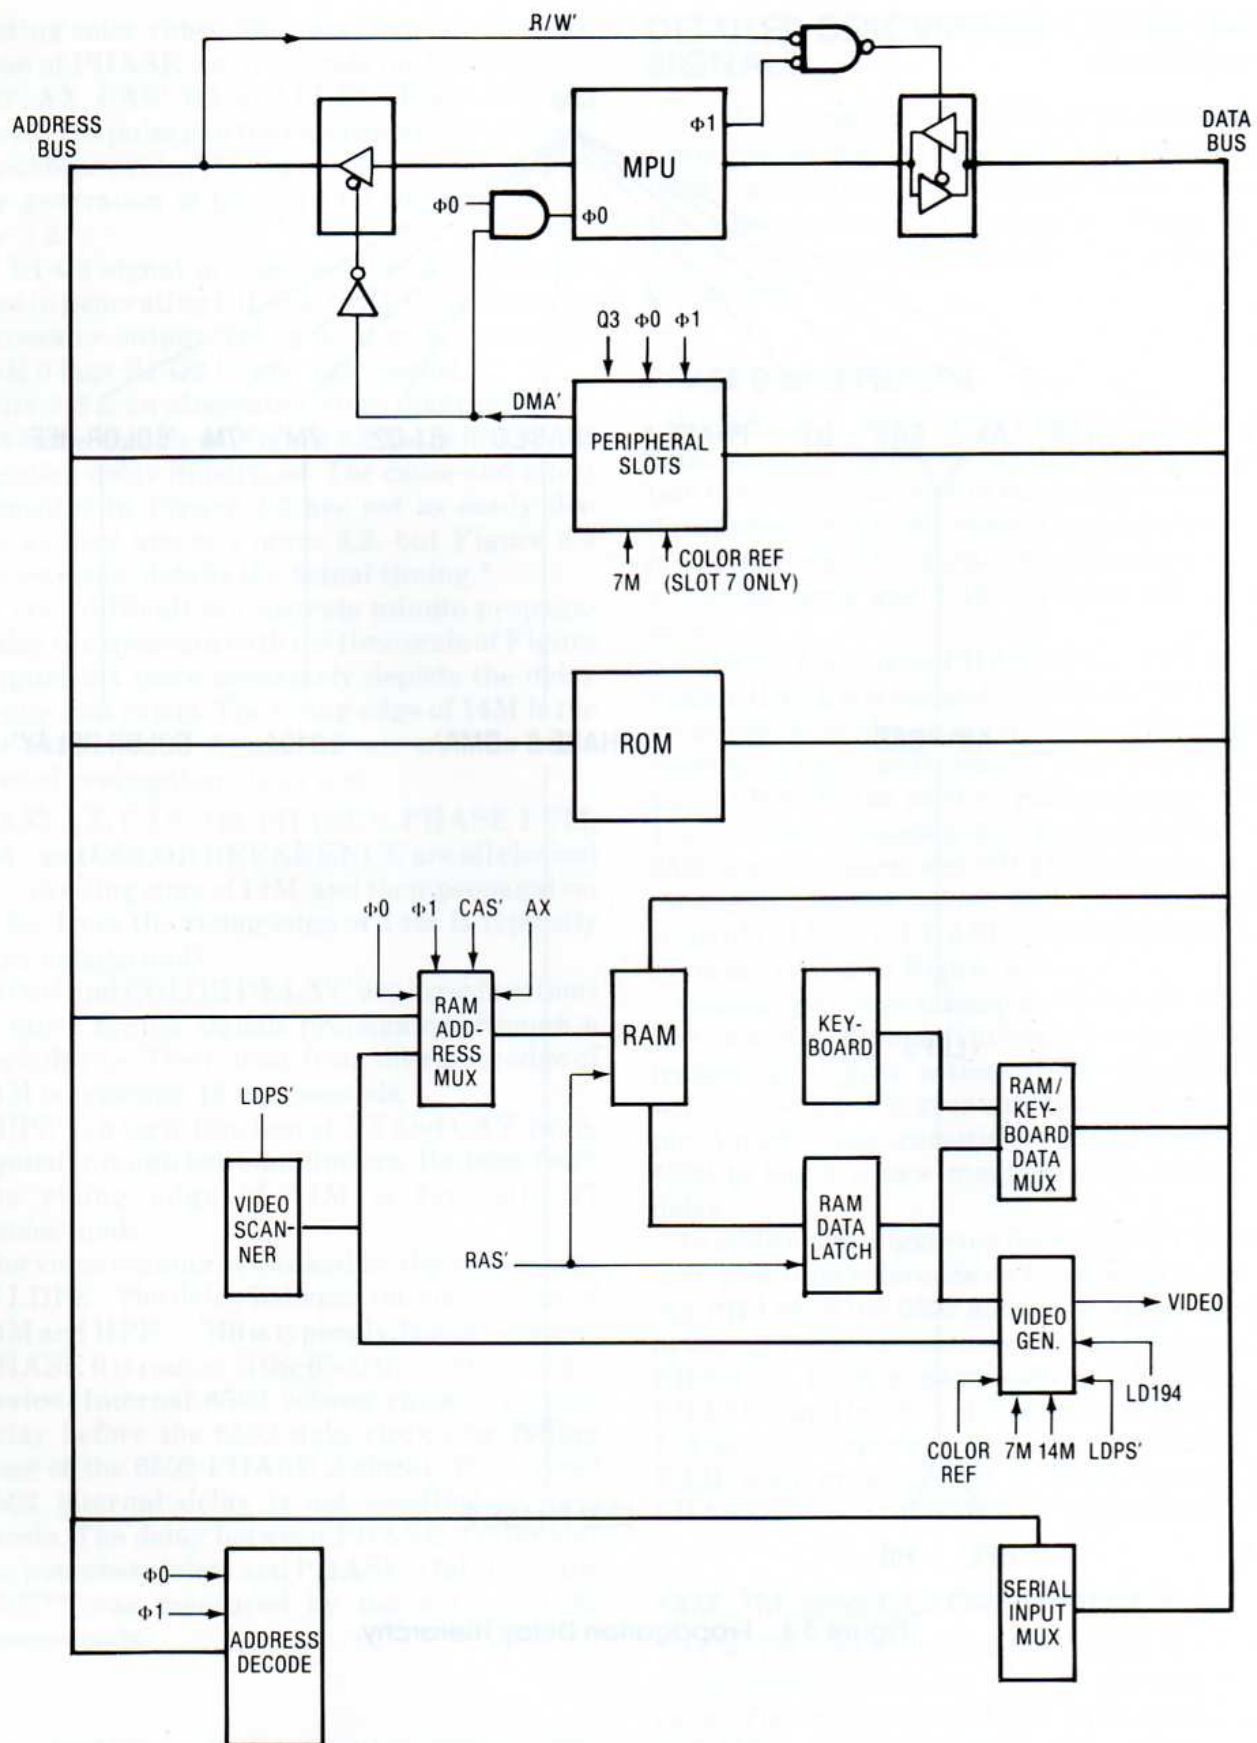 R/W'
ADDRESS
BUS
DATA
BUS
Φ1
MPU
Φ0
Φ0
Q3 Φ0 Φ1
DMA'
PERIPHERAL
SLOTS
7M
COLOR REF
(SLOT 7 ONLY)
ROM
Φ0 Φ1 CAS' AX
RAM
ADD-
RESS
MUX
RAM
KEY-
BOARD
RAM/
KEY-
BOARD
DATA
MUX
LDPS'
VIDEO
SCAN-
NER
RAM
DATA
LATCH
RAS'
VIDEO
GEN.
VIDEO
LD194
COLOR
REF
7M 14M LDPS'
Φ0
Φ1
ADDRESS
DECODE
SERIAL
INPUT
MUX